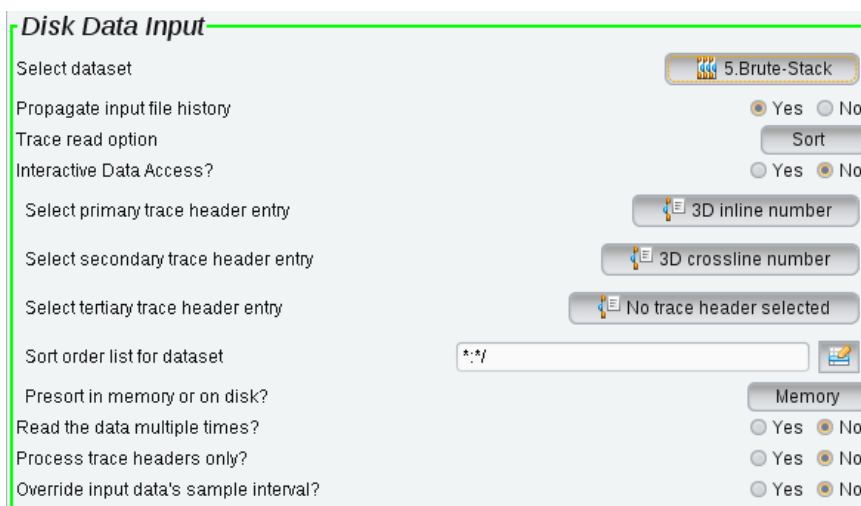 Disk Data Input
Select dataset 5.Brute-Stack
Propagate input file history Yes No
Trace read option Sort
Interactive Data Access? Yes No
Select primary trace header entry 3D inline number
Select secondary trace header entry 3D crossline number
Select tertiary trace header entry No trace header selected
Sort order list for dataset *:*/
Presort in memory or on disk? Memory
Read the data multiple times? Yes No
Process trace headers only? Yes No
Override input data's sample interval? Yes No